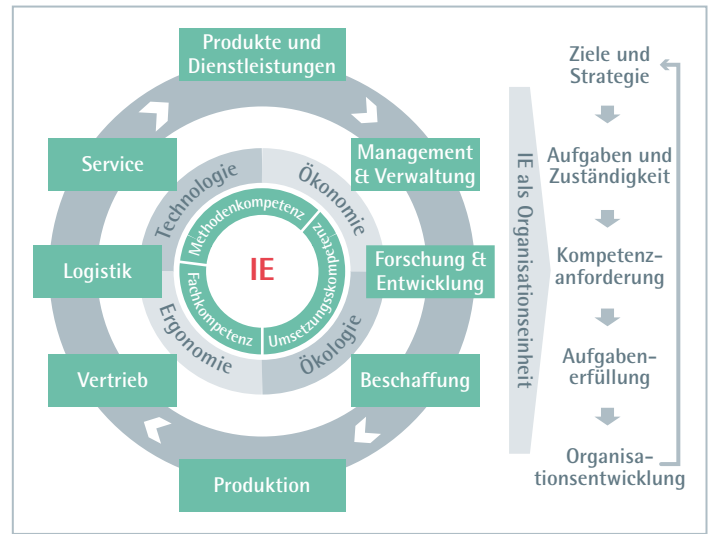 Produkte und
Dienstleistungen
Management
& Verwaltung
Forschung &
Entwicklung
Beschaffung
Produktion
Vertrieb
Logistik
Service
Technologie
Ökonomie
Ökologie
Ergonomie
Methodenkompetenz
Umsetzungsskompetenz
Fachkompetenz
IE
IE als Organisationseinheit
Ziele und
Strategie
Aufgaben und
Zuständigkeit
Kompetenz-
anforderung
Aufgaben-
erfüllung
Organisa-
tionsentwicklung